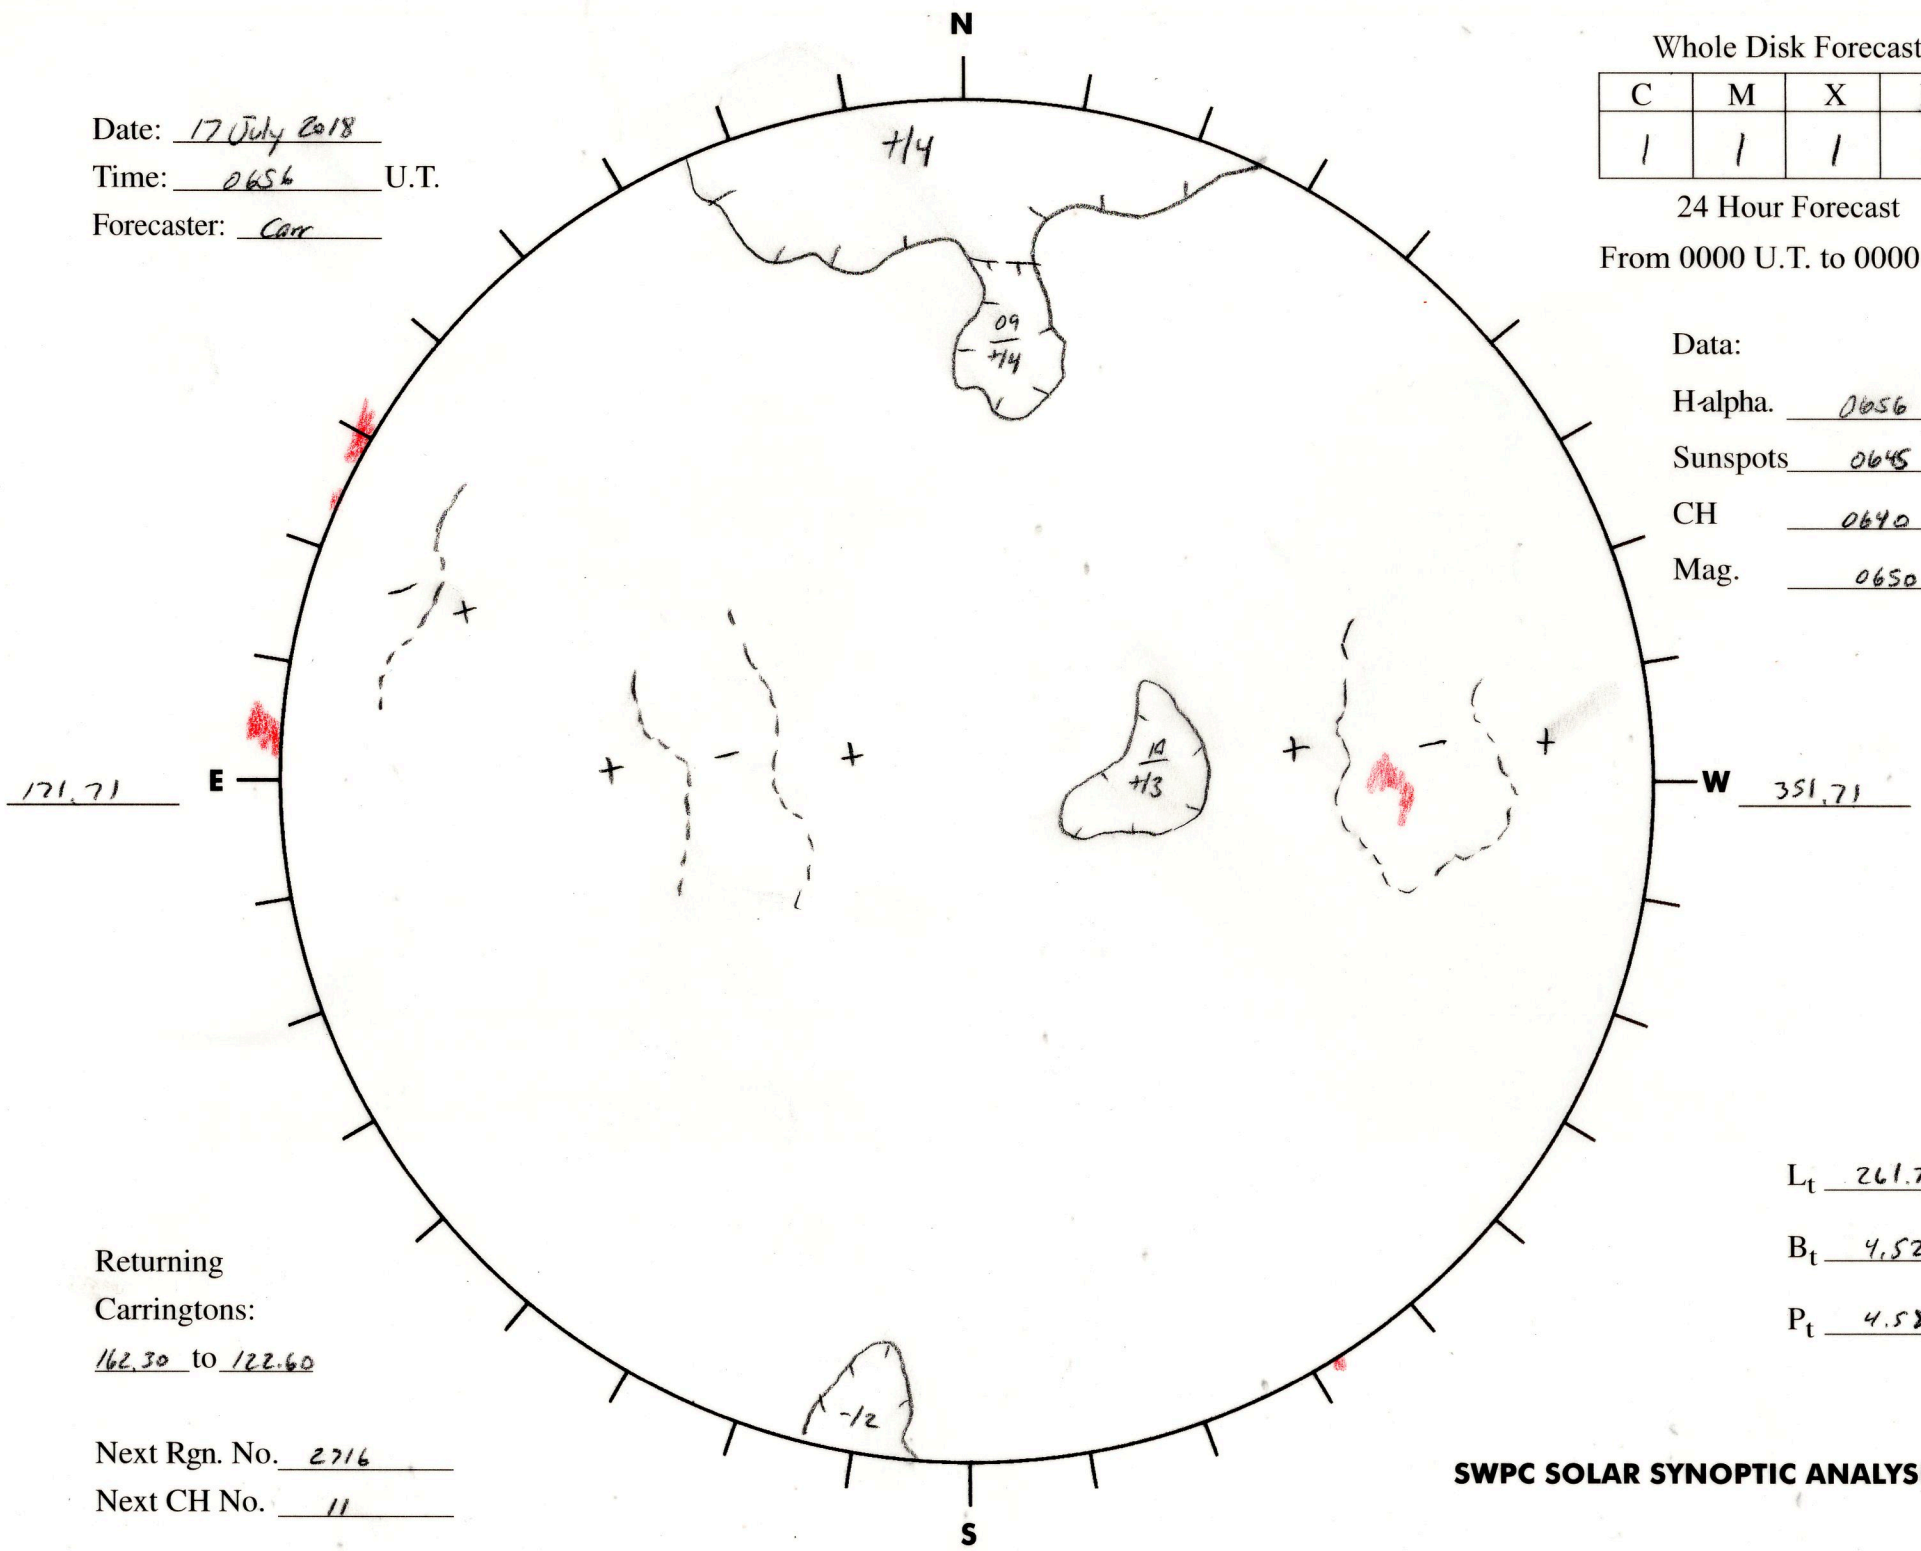 N
Whole Disk Forecast
C M X
1 1 1
24 Hour Forecast
From 0000 U.T. to 0000
Date: 17 July 2018
Time: 0656 U.T.
Forecaster: Carr
+/4
09
+/4
Data:
H-alpha. 0656
Sunspots 0645
CH 0640
Mag. 0650
- +
+ - + + - +
+/3
171.71 E
W 351.71
Lt 261.7
Bt 4.52
Pt 4.58
Returning
Carringtons:
162.30 to 122.60
-/2
Next Rgn. No. 2716
Next CH No. 11
SWPC SOLAR SYNOPTIC ANALYS
S